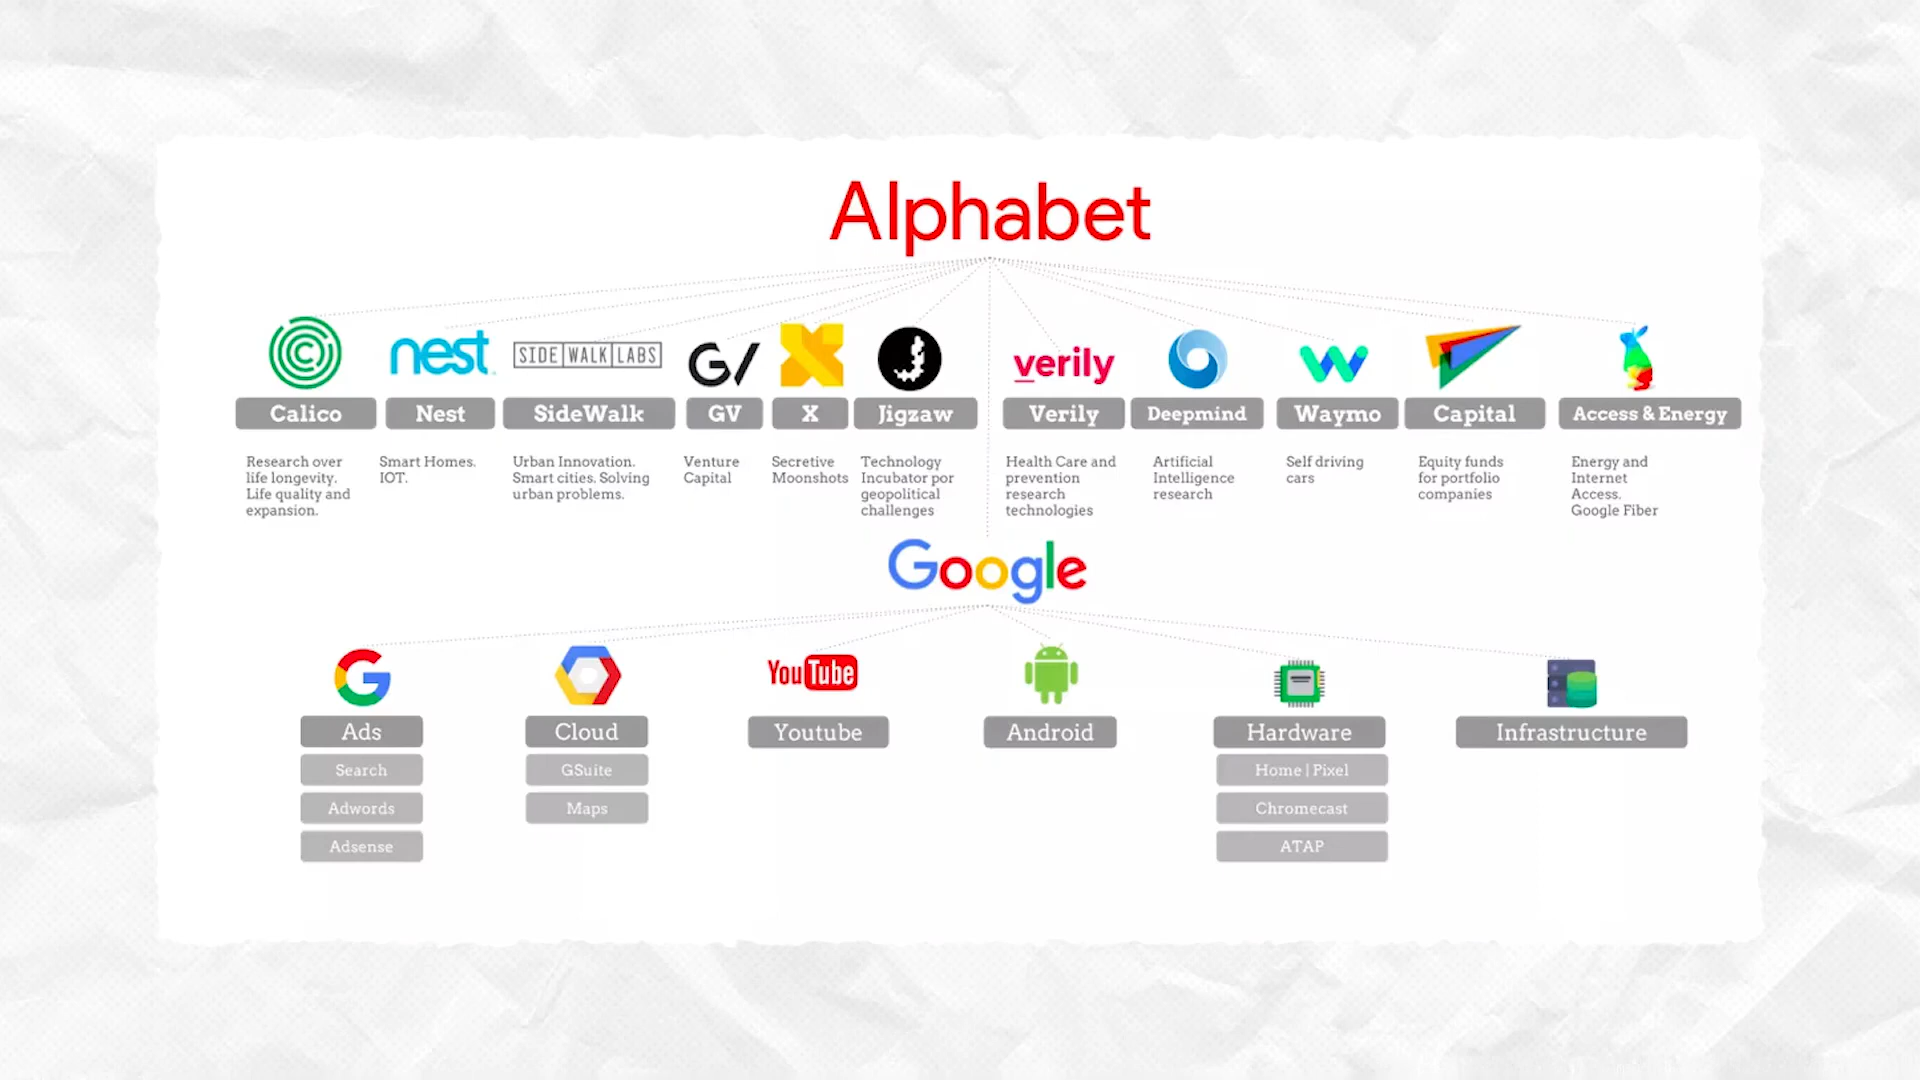 Alphabet
nest
SIDE WALK LABS
GV
verily
Calico
Nest
SideWalk
GV
X
Jigzaw
Verily
Deepmind
Waymo
Capital
Access & Energy
Research over
life longevity.
Life quality and
expansion.
Smart Homes.
IOT.
Urban Innovation.
Smart cities. Solving
urban problems.
Venture
Capital
Secretive
Moonshots
Technology
Incubator por
geopolitical
challenges
Health Care and
prevention
research
technologies
Artificial
Intelligence
research
Self driving
cars
Equity funds
for portfolio
companies
Energy and
Internet
Access.
Google Fiber
Google
YouTube
Ads
Search
Adwords
Adsense
Cloud
GSuite
Maps
Youtube
Android
Hardware
Home | Pixel
Chromecast
ATAP
Infrastructure